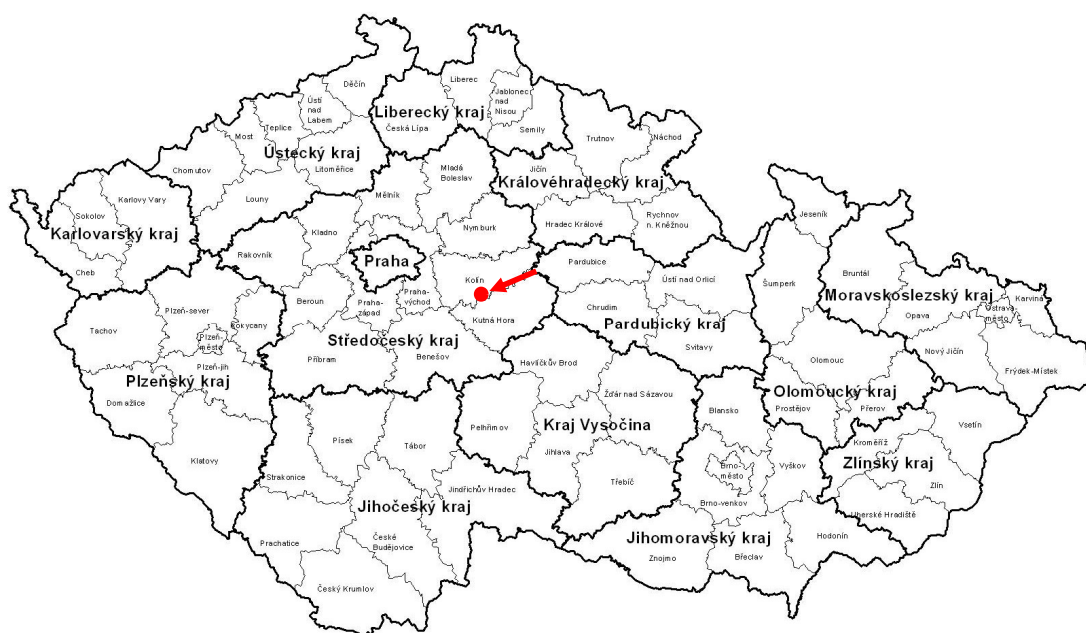 Děčín
Liberec
Jablonec
nad
Nisou
Ústí
nad
Labem
Liberecký kraj
Česká Lípa
Semily
Teplice
Most
Ústecký kraj
Litoměřice
Chomutov
Louny
Trutnov
Náchod
Jičín
Královéhradecký kraj
Hradec Králové
Rychnov
n. Kněžnou
Mladá
Boleslav
Mělník
Nymburk
Karlovy Vary
Sokolov
Karlovarský kraj
Cheb
Kladno
Rakovník
Praha
Kolín
Beroun
Praha-
západ
Praha-
východ
Kutná Hora
Středočeský kraj
Benešov
Příbram
Pardubice
Ústí nad Orlicí
Chrudim
Pardubický kraj
Svitavy
Jeseník
Šumperk
Bruntál
Moravskoslezský kraj
Karviná
Ostrava-
město
Opava
Nový Jičín
Frýdek-Místek
Tachov
Plzeň-sever
Rokycany
Plzeň-
město
Plzeň-jih
Plzeňský kraj
Domažlice
Klatovy
Havlíčkův Brod
Žďár nad Sázavou
Pelhřimov
Kraj Vysočina
Jihlava
Třebíč
Olomouc
Olomoucký kraj
Prostějov
Přerov
Písek
Tábor
Strakonice
Jindřichův Hradec
Jihočeský kraj
České
Budějovice
Prachatice
Český Krumlov
Blansko
Brno-
město
Vyškov
Brno-venkov
Jihomoravský kraj
Znojmo
Břeclav
Hodonín
Vsetín
Kroměříž
Zlínský kraj
Zlín
Uherské Hradiště